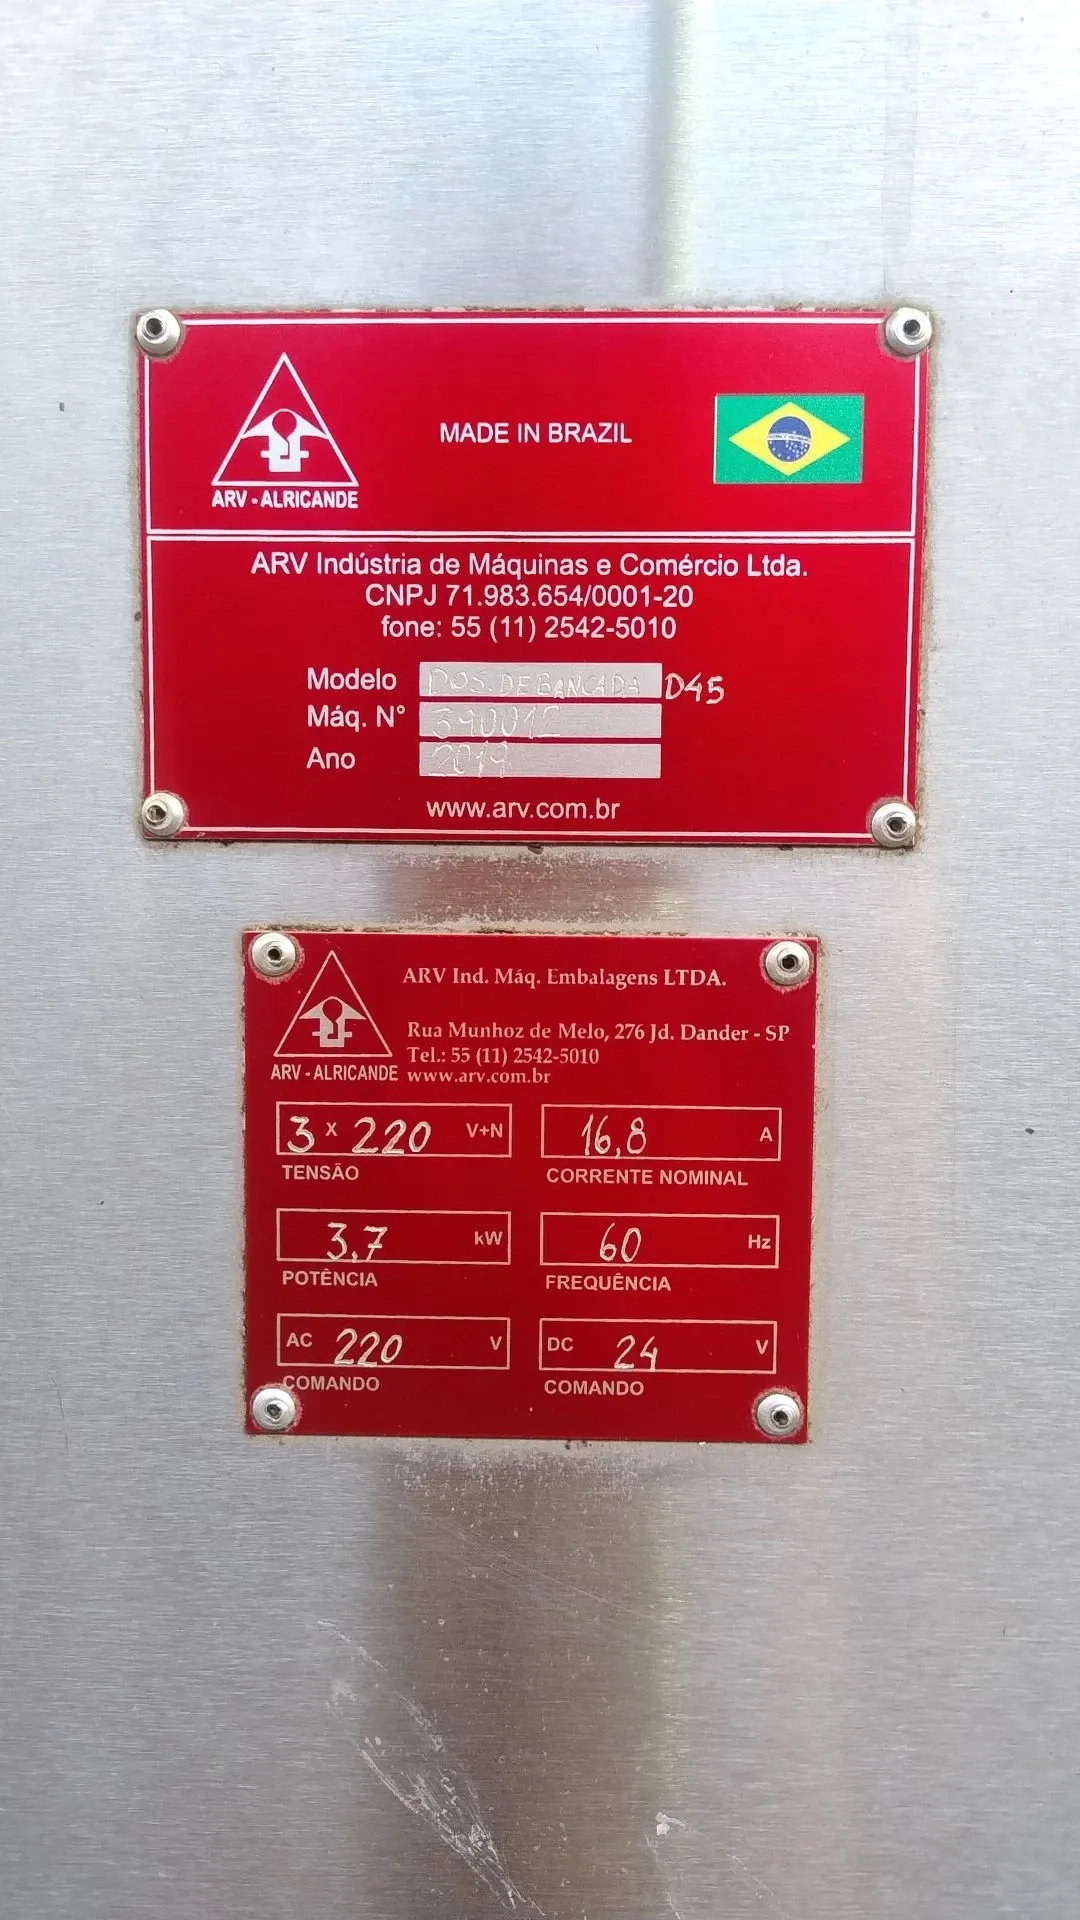 ARV - ALRICANDE
MADE IN BRAZIL
ARV Indústria de Máquinas e Comércio Ltda.
CNPJ 71.983.654/0001-20
fone: 55 (11) 2542-5010
Modelo DOS. DE BANCADA D45
Máq. N° 390012
Ano 2019
www.arv.com.br
ARV - ALRICANDE
ARV Ind. Máq. Embalagens LTDA.
Rua Munhoz de Melo, 276 Jd. Dander - SP
Tel.: 55 (11) 2542-5010
www.arv.com.br
3 x 220 V+N
TENSÃO
16,8 A
CORRENTE NOMINAL
3.7 kW
POTÊNCIA
60 Hz
FREQUÊNCIA
AC 220 V
COMANDO
DC 24 V
COMANDO